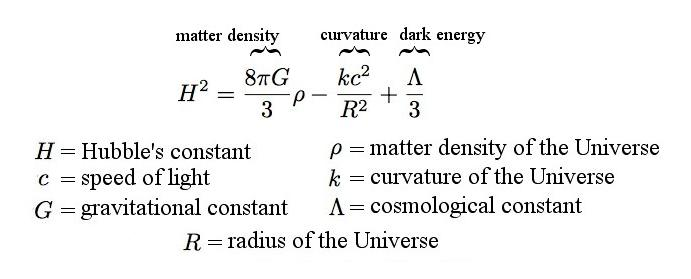 matter density curvature dark energy
H² = 8πG/3 ρ − kc²/R² + Λ/3
H = Hubble's constant ρ = matter density of the Universe
c = speed of light k = curvature of the Universe
G = gravitational constant Λ = cosmological constant
R = radius of the Universe